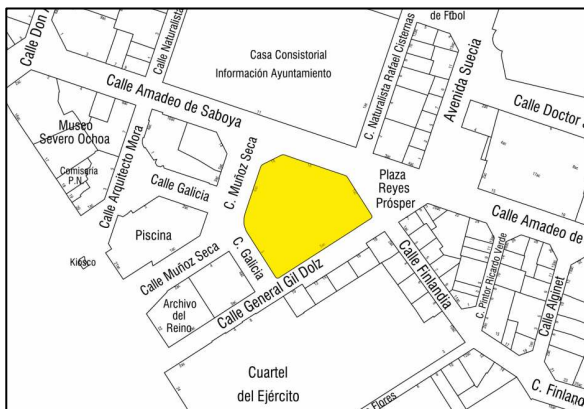 de Fútbol
Calle Don
Calle Naturalista
Casa Consistorial
Información Ayuntamiento
C. Naturalista Rafael Cisternas
Avenida Suecia
Calle Amadeo de Saboya
Calle Doctor
Museo
Severo Ochoa
Calle Arquitecto Mora
C. Muñoz Seca
Comisaria
P.N.
Calle Galicia
Plaza
Reyes
Prósper
Calle Amadeo de
Piscina
Kiosco
Calle Muñoz Seca
C. Galicia
Calle General Gil Dolz
Calle Finlandia
C. Pintor Ricardo Verde
Calle Alginet
Archivo
del
Reino
Cuartel
del Ejército
Flores
C. Finland